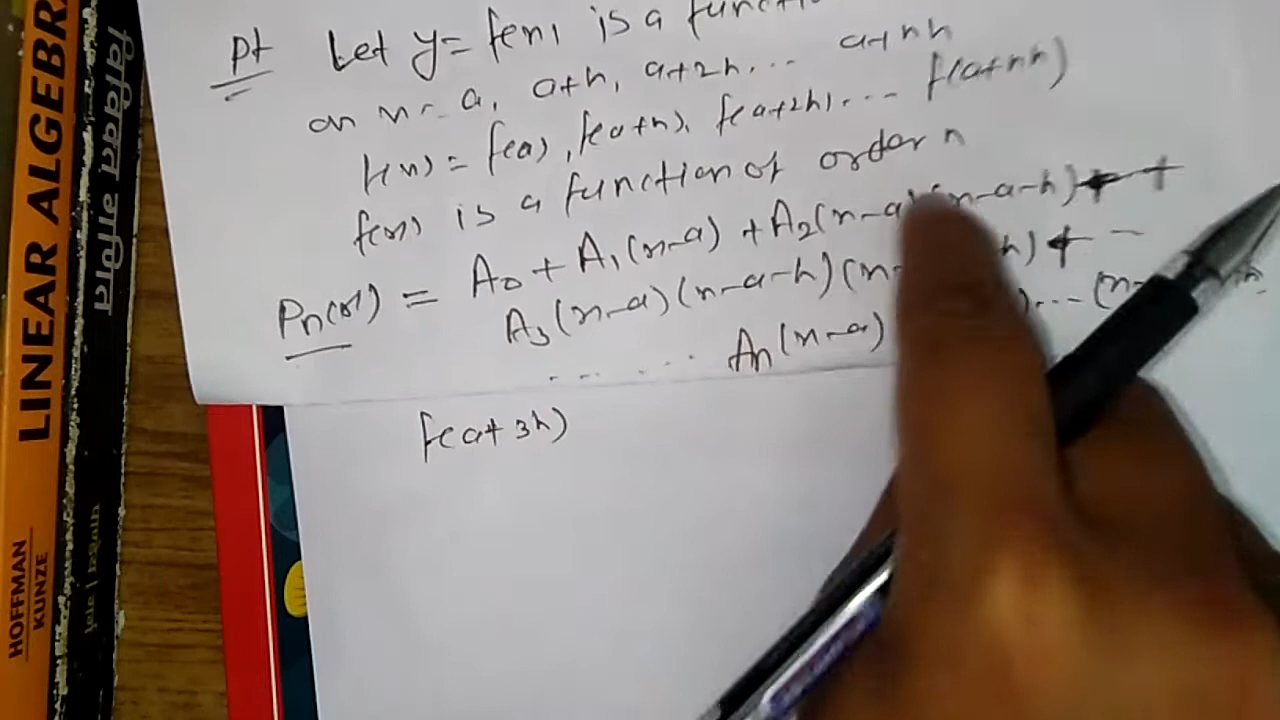 LINEAR ALGEBRA
HOFFMAN
KUNZE
विविक्त गणित
Pf Let y = f(x) is a
on x = a, a+h, a+2h, ... a+nh
f(x) = f(a), f(a+h), f(a+2h), ... f(a+nh)
f(x) is a function of order n
Pn(x) = A₀ + A₁(x-a) + A₂(x-a)(x-a-h) +
A₃(x-a)(x-a-h)(x- h) + -
... ... An(x-a) )...(x-
f(a+3h)